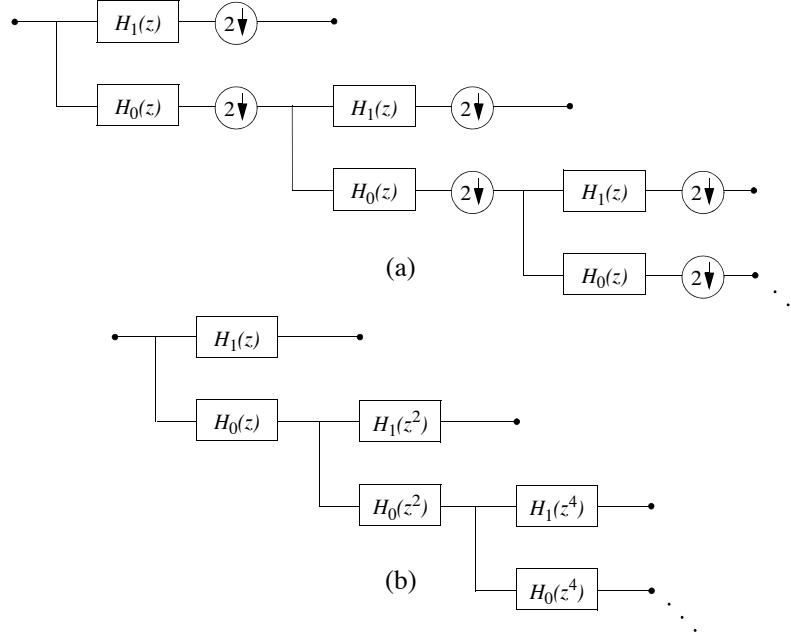 H₁(z) 2↓
H₀(z) 2↓ H₁(z) 2↓
H₀(z) 2↓ H₁(z) 2↓
(a)
H₀(z) 2↓
H₁(z)
H₀(z) H₁(z²)
H₀(z²) H₁(z⁴)
(b)
H₀(z⁴)